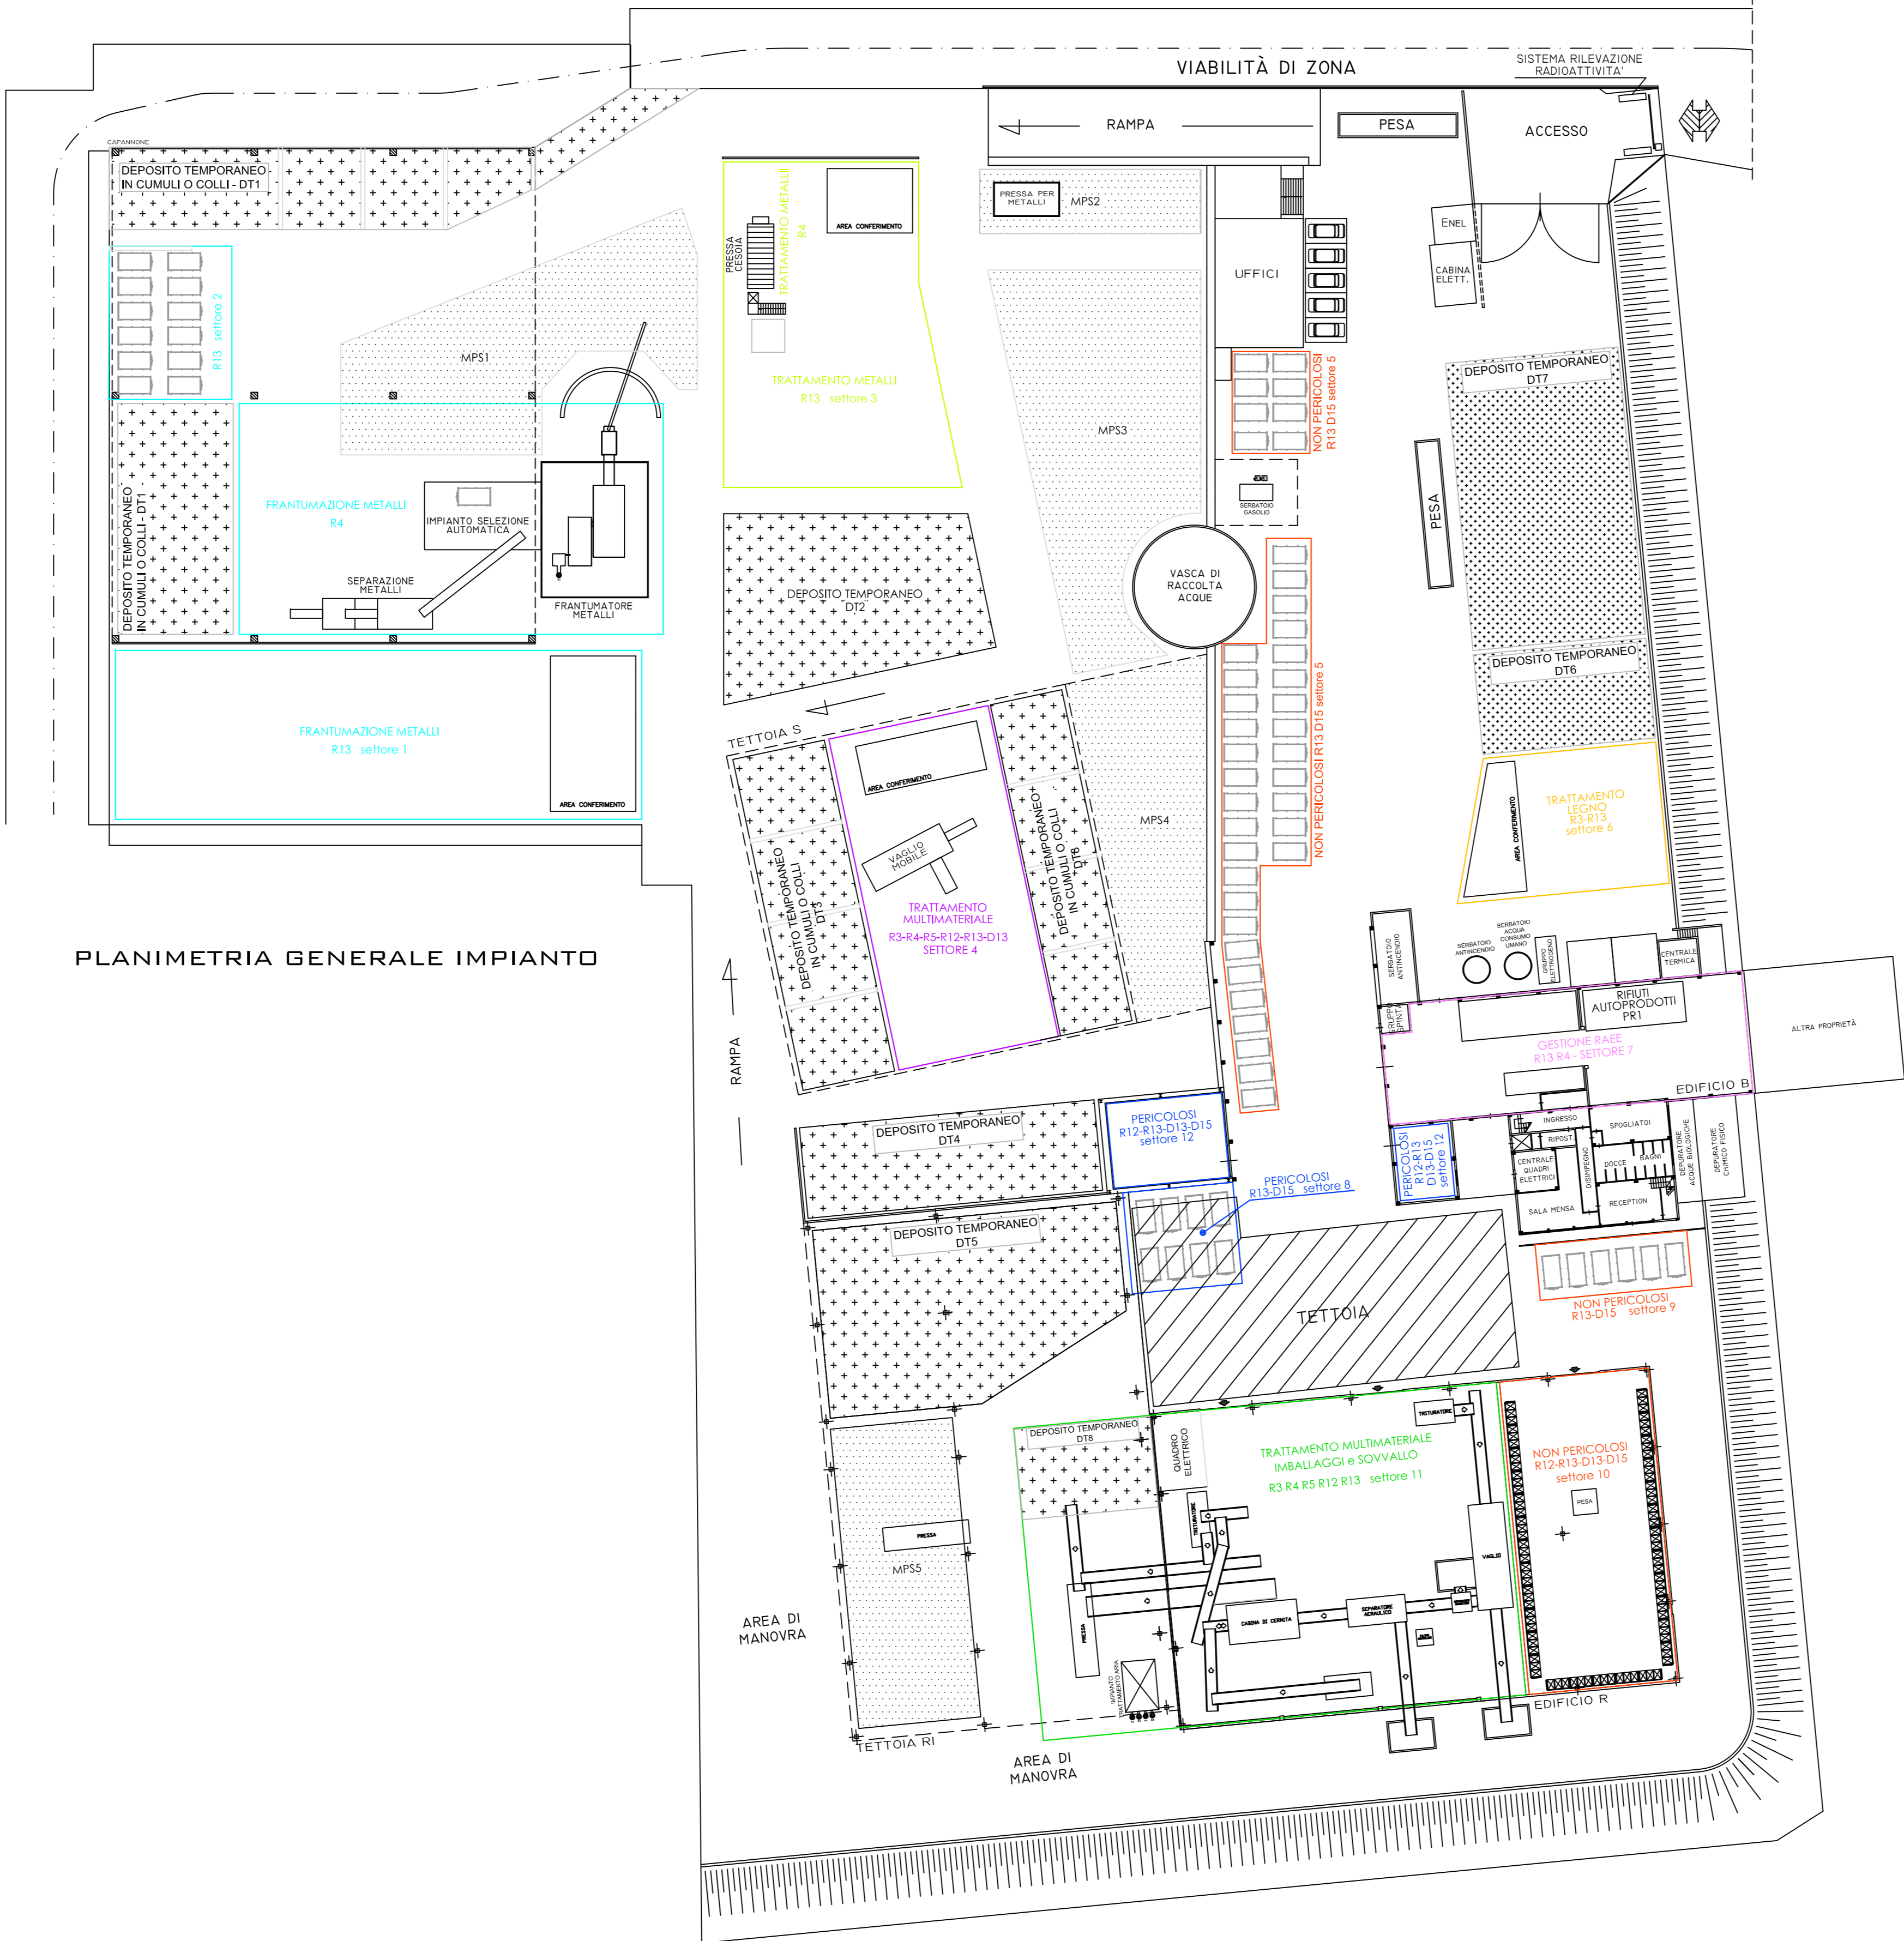 VIABILITÀ DI ZONA
SISTEMA RILEVAZIONE
RADIOATTIVITA'
RAMPA
PESA
ACCESSO
CAPANNONE
DEPOSITO TEMPORANEO
IN CUMULI O COLLI - DT1
R13 settore 2
MPS1
DEPOSITO TEMPORANEO
IN CUMULI O COLLI - DT1
FRANTUMAZIONE METALLI
R4
IMPIANTO SELEZIONE
AUTOMATICA
SEPARAZIONE
METALLI
FRANTUMATORE
METALLI
FRANTUMAZIONE METALLI
R13 settore 1
AREA CONFERIMENTO
PRESSA
CESOIA
TRATTAMENTO METALLI
R4
AREA CONFERIMENTO
TRATTAMENTO METALLI
R13 settore 3
PRESSA PER
METALLI
MPS2
UFFICI
ENEL
CABINA
ELETT.
NON PERICOLOSI
R13 D15 settore 5
MPS3
SERBATOIO
GASOLIO
PESA
DEPOSITO TEMPORANEO
DT7
DEPOSITO TEMPORANEO
DT2
VASCA DI
RACCOLTA
ACQUE
NON PERICOLOSI R13 D15 settore 5
DEPOSITO TEMPORANEO
DT6
TETTOIA S
AREA CONFERIMENTO
VAGLIO
MOBILE
DEPOSITO TEMPORANEO
IN CUMULI O COLLI
DT3
DEPOSITO TEMPORANEO
IN CUMULI O COLLI
DT8
MPS4
TRATTAMENTO
MULTIMATERIALE
R3-R4-R5-R12-R13-D13
SETTORE 4
AREA CONFERIMENTO
TRATTAMENTO
LEGNO
R3-R13
settore 6
PLANIMETRIA GENERALE IMPIANTO
RAMPA
SERBATOIO
ANTINCENDIO
SERBATOIO
ANTINCENDIO
SERBATOIO
ACQUA
CONSUMO
UMANO
GRUPPO
ELETTROGENO
CENTRALE
TERMICA
GRUPPO
SPINTA
RIFIUTI
AUTOPRODOTTI
PR1
GESTIONE RAEE
R13 R4 - SETTORE 7
EDIFICIO B
ALTRA PROPRIETÀ
DEPOSITO TEMPORANEO
DT4
PERICOLOSI
R12-R13-D13-D15
settore 12
PERICOLOSI
R12-R13
D13-D15
settore 12
INGRESSO
SPOGLIATOI
RIPOST.
CENTRALE
QUADRI
ELETTRICI
DISIMPEGNO
DOCCE
BAGNI
SALA MENSA
RECEPTION
DEPURATORE
ACQUE BIOLOGICHE
DEPURATORE
CHIMICO FISICO
PERICOLOSI
R13-D15 settore 8
DEPOSITO TEMPORANEO
DT5
TETTOIA
NON PERICOLOSI
R13-D15 settore 9
DEPOSITO TEMPORANEO
DT8
QUADRO
ELETTRICO
TRITURATORE
TRATTAMENTO MULTIMATERIALE
IMBALLAGGI e SOVVALLO
R3 R4 R5 R12 R13 settore 11
NON PERICOLOSI
R12-R13-D13-D15
settore 10
PESA
PRESSA
MPS5
TRITURATORE
VAGLIO
CABINA DI CERNITA
SEPARATORE
AERAULICO
PRESSA
IMPIANTO
TRATTAMENTO ARIA
AREA DI
MANOVRA
TETTOIA RI
EDIFICIO R
AREA DI
MANOVRA